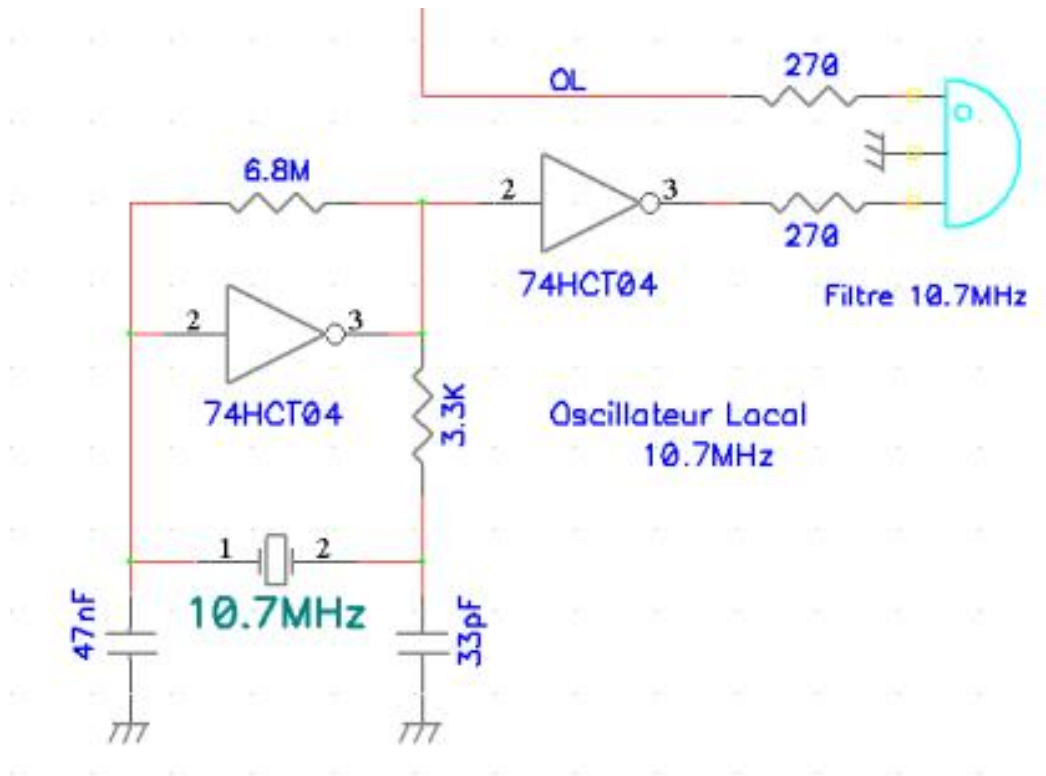 270
OL
6.8M
2
3
270
74HCT04
Filtre 10.7MHz
2
3
74HCT04
3.3K
Oscillateur Lacal
10.7MHz
1
2
10.7MHz
47nF
33pF